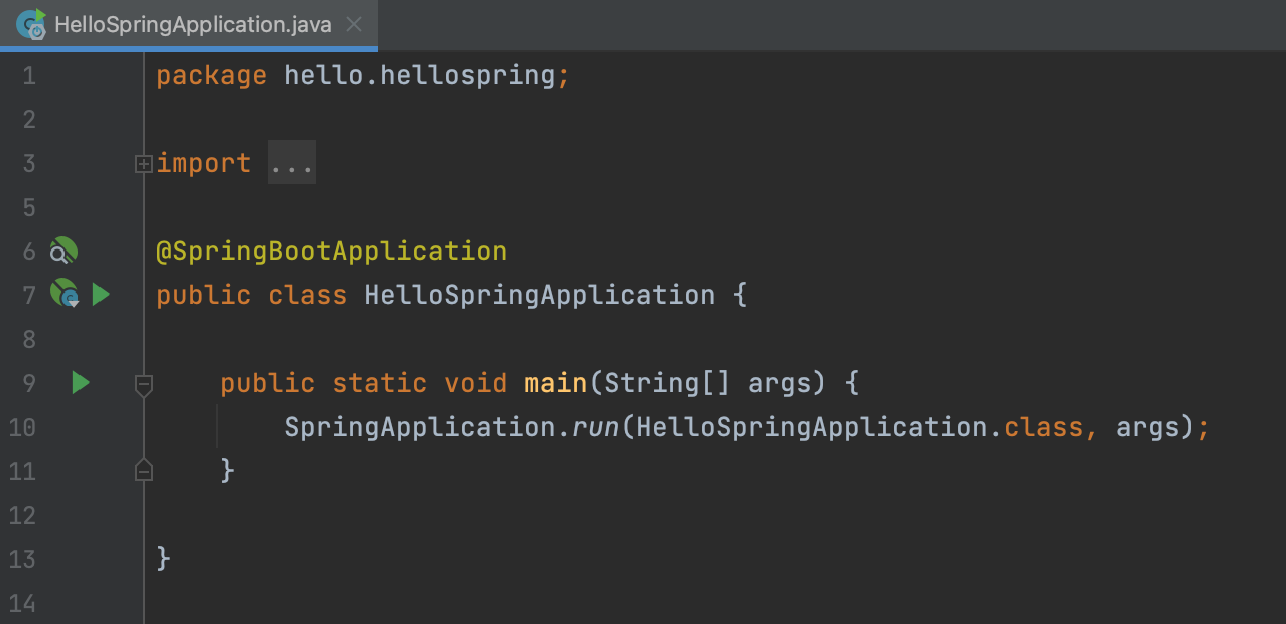 HelloSpringApplication.java
1 package hello.hellospring;
2
3 import ...
5
6 @SpringBootApplication
7 public class HelloSpringApplication {
8
9     public static void main(String[] args) {
10         SpringApplication.run(HelloSpringApplication.class, args);
11     }
12
13 }
14